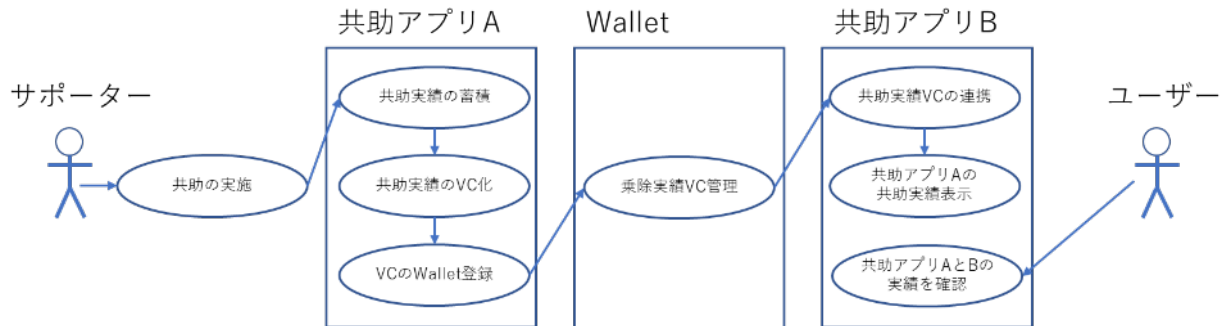 共助アプリA
Wallet
共助アプリB
サポーター
ユーザー
共助の実施
共助実績の蓄積
共助実績のVC化
VCのWallet登録
乗除実績VC管理
共助実績VCの連携
共助アプリAの
共助実績表示
共助アプリAとBの
実績を確認